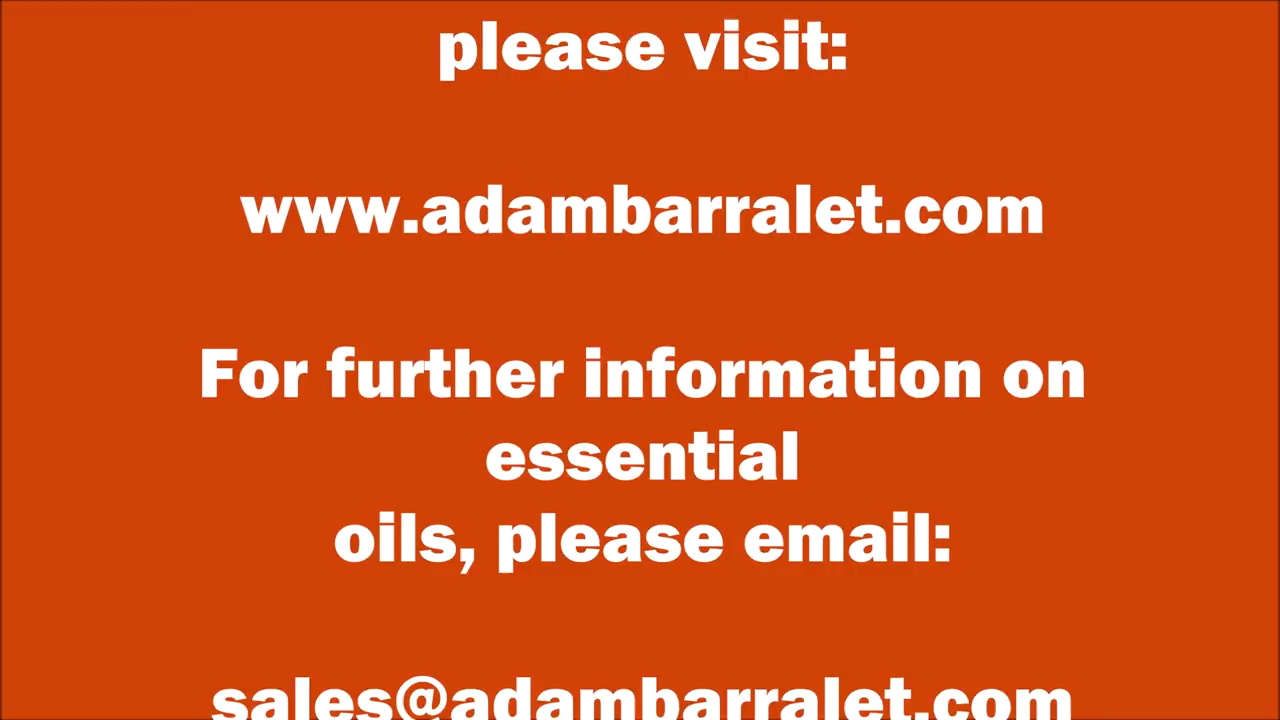 please visit:
www.adambarralet.com
For further information on
essential
oils, please email:
sales@adambarralet.com